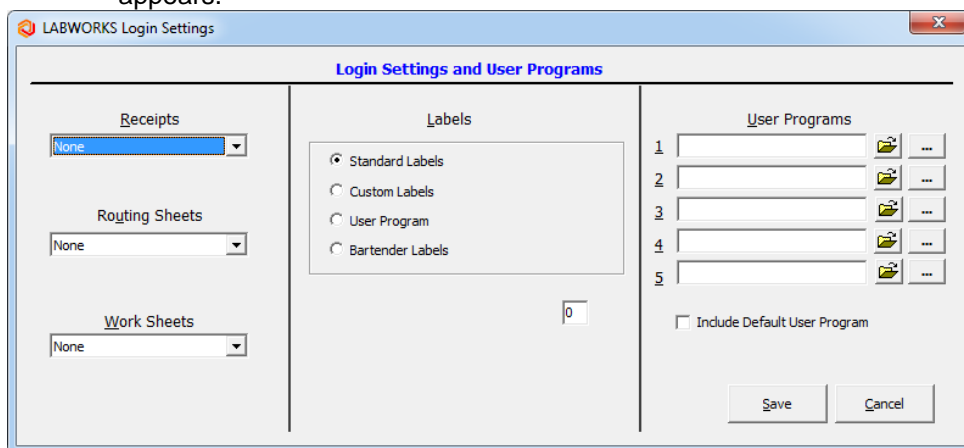 appears.
LABWORKS Login Settings
x
Login Settings and User Programs
Receipts
None
Routing Sheets
None
Work Sheets
None
Labels
Standard Labels
Custom Labels
User Program
Bartender Labels
0
User Programs
1 ...
2 ...
3 ...
4 ...
5 ...
Include Default User Program
Save Cancel